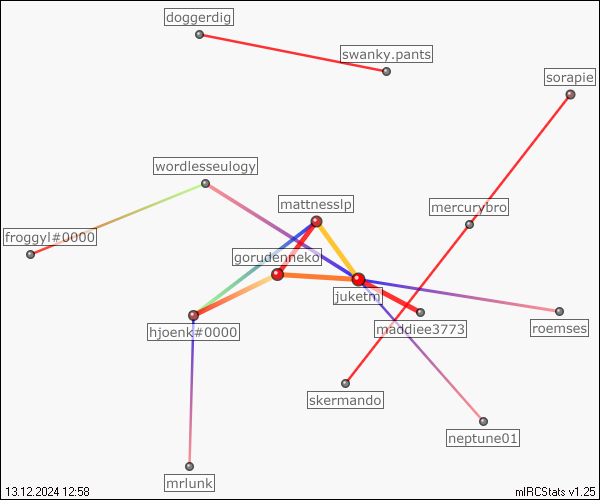 doggerdig
swanky.pants
sorapie
wordlesseulogy
mattnesslp
mercurybro
froggyl#0000
gorudenneko
juketnj
maddiee3773
roemses
hjoenk#0000
skermando
neptune01
mrlunk
13.12.2024 12:58
mIRCStats v1.25